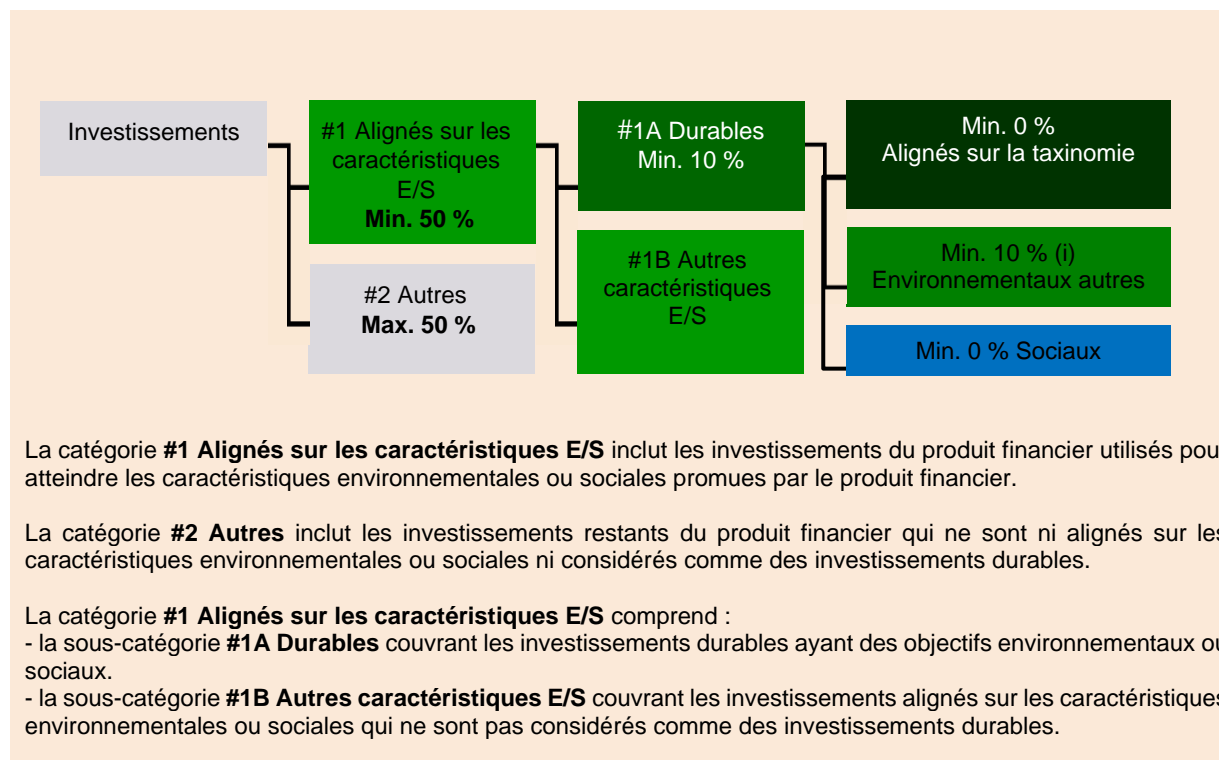 Investissements
#1 Alignés sur les
caractéristiques
E/S
Min. 50 %
#2 Autres
Max. 50 %
#1A Durables
Min. 10 %
#1B Autres
caractéristiques
E/S
Min. 0 %
Alignés sur la taxinomie
Min. 10 % (i)
Environnementaux autres
Min. 0 % Sociaux
La catégorie #1 Alignés sur les caractéristiques E/S inclut les investissements du produit financier utilisés pou
atteindre les caractéristiques environnementales ou sociales promues par le produit financier.
La catégorie #2 Autres inclut les investissements restants du produit financier qui ne sont ni alignés sur les
caractéristiques environnementales ou sociales ni considérés comme des investissements durables.
La catégorie #1 Alignés sur les caractéristiques E/S comprend :
- la sous-catégorie #1A Durables couvrant les investissements durables ayant des objectifs environnementaux ou
sociaux.
- la sous-catégorie #1B Autres caractéristiques E/S couvrant les investissements alignés sur les caractéristiques
environnementales ou sociales qui ne sont pas considérés comme des investissements durables.